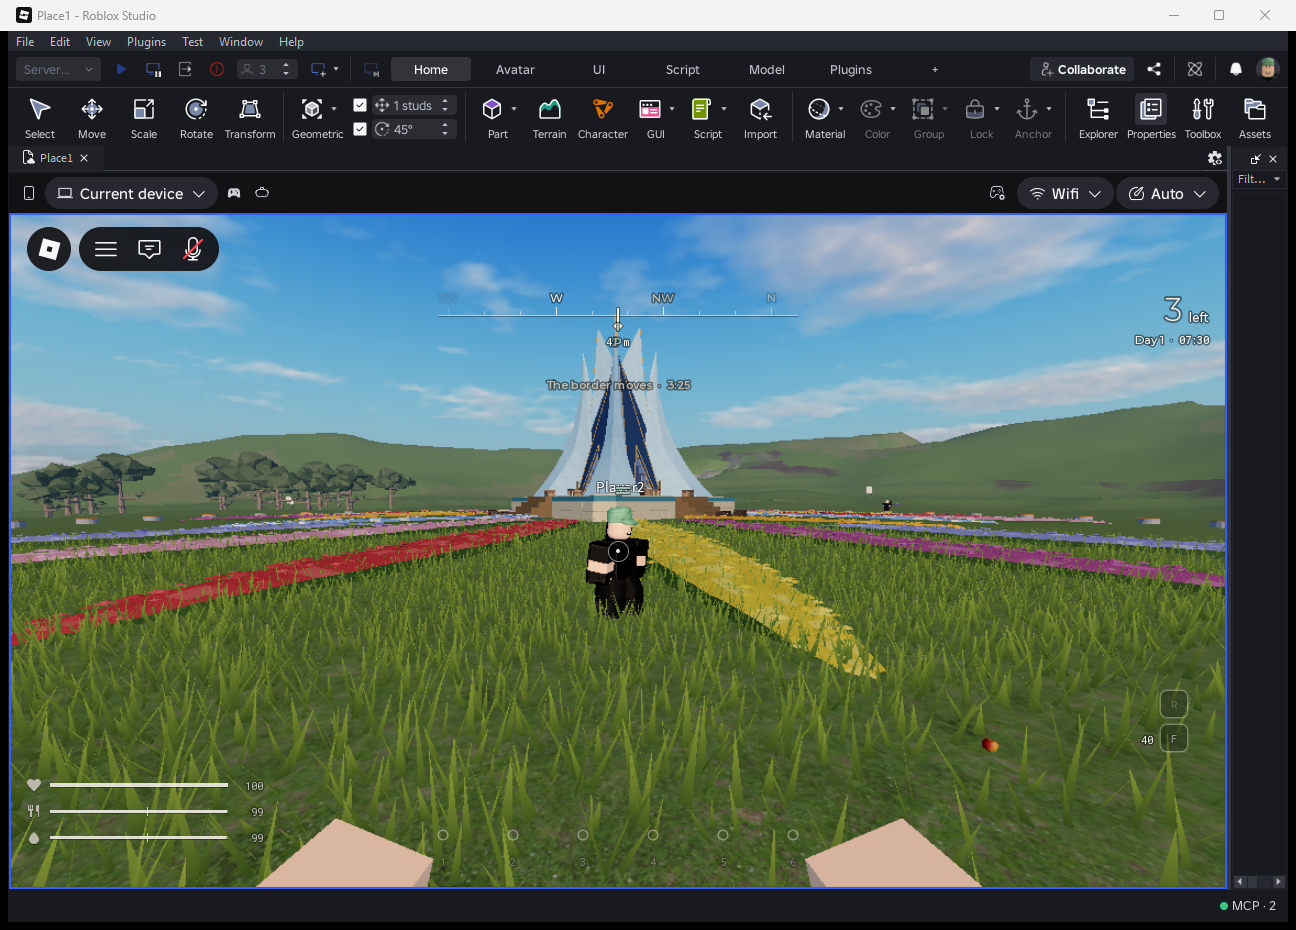 Place1 - Roblox Studio
File Edit View Plugins Test Window Help
Server... 3 Home Avatar UI Script Model Plugins + Collaborate
1 studs
45°
Select Move Scale Rotate Transform Geometric Part Terrain Character GUI Script Import Material Color Group Lock Anchor Explorer Properties Toolbox Assets
Place1
Filt...
Current device Wifi Auto
SW W NW N
3 left
Day1 · 07:30
The border moves · 3:25
Player2
R
40 F
100
99
99
1 2 3 4 5 6
MCP · 2